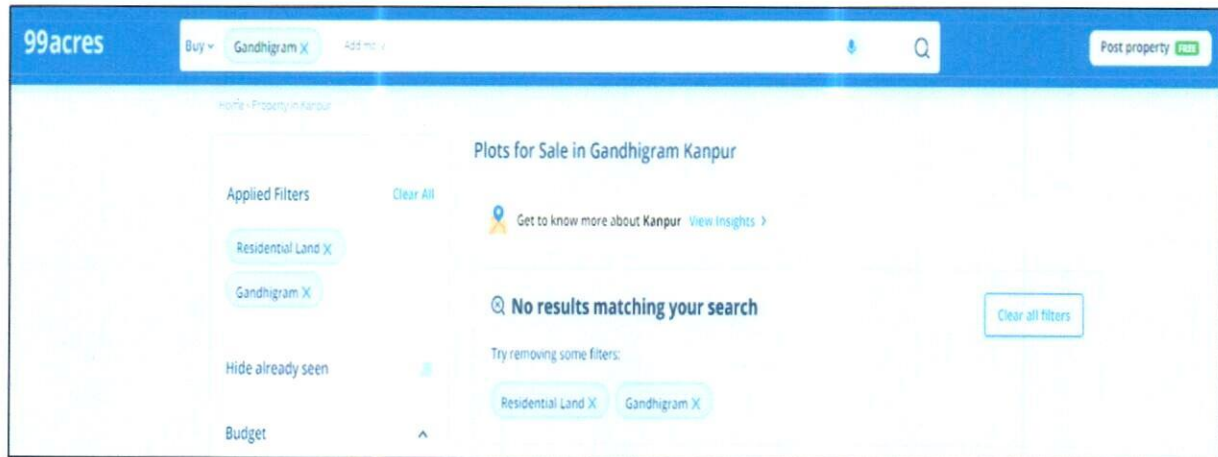 99acres
Buy
Gandhigram X
Post property FREE
Home › Property in Kanpur
Plots for Sale in Gandhigram Kanpur
Applied Filters
Clear All
Get to know more about Kanpur View Insights >
Residential Land X
Gandhigram X
No results matching your search
Clear all filters
Try removing some filters:
Hide already seen
Residential Land X
Gandhigram X
Budget